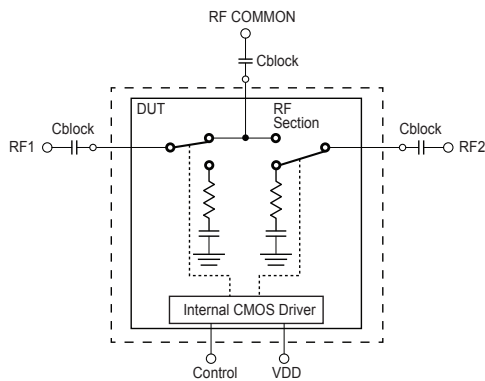 RF COMMON
Cblock
DUT
RF
Section
Cblock
RF1
Cblock
RF2
Internal CMOS Driver
Control
VDD